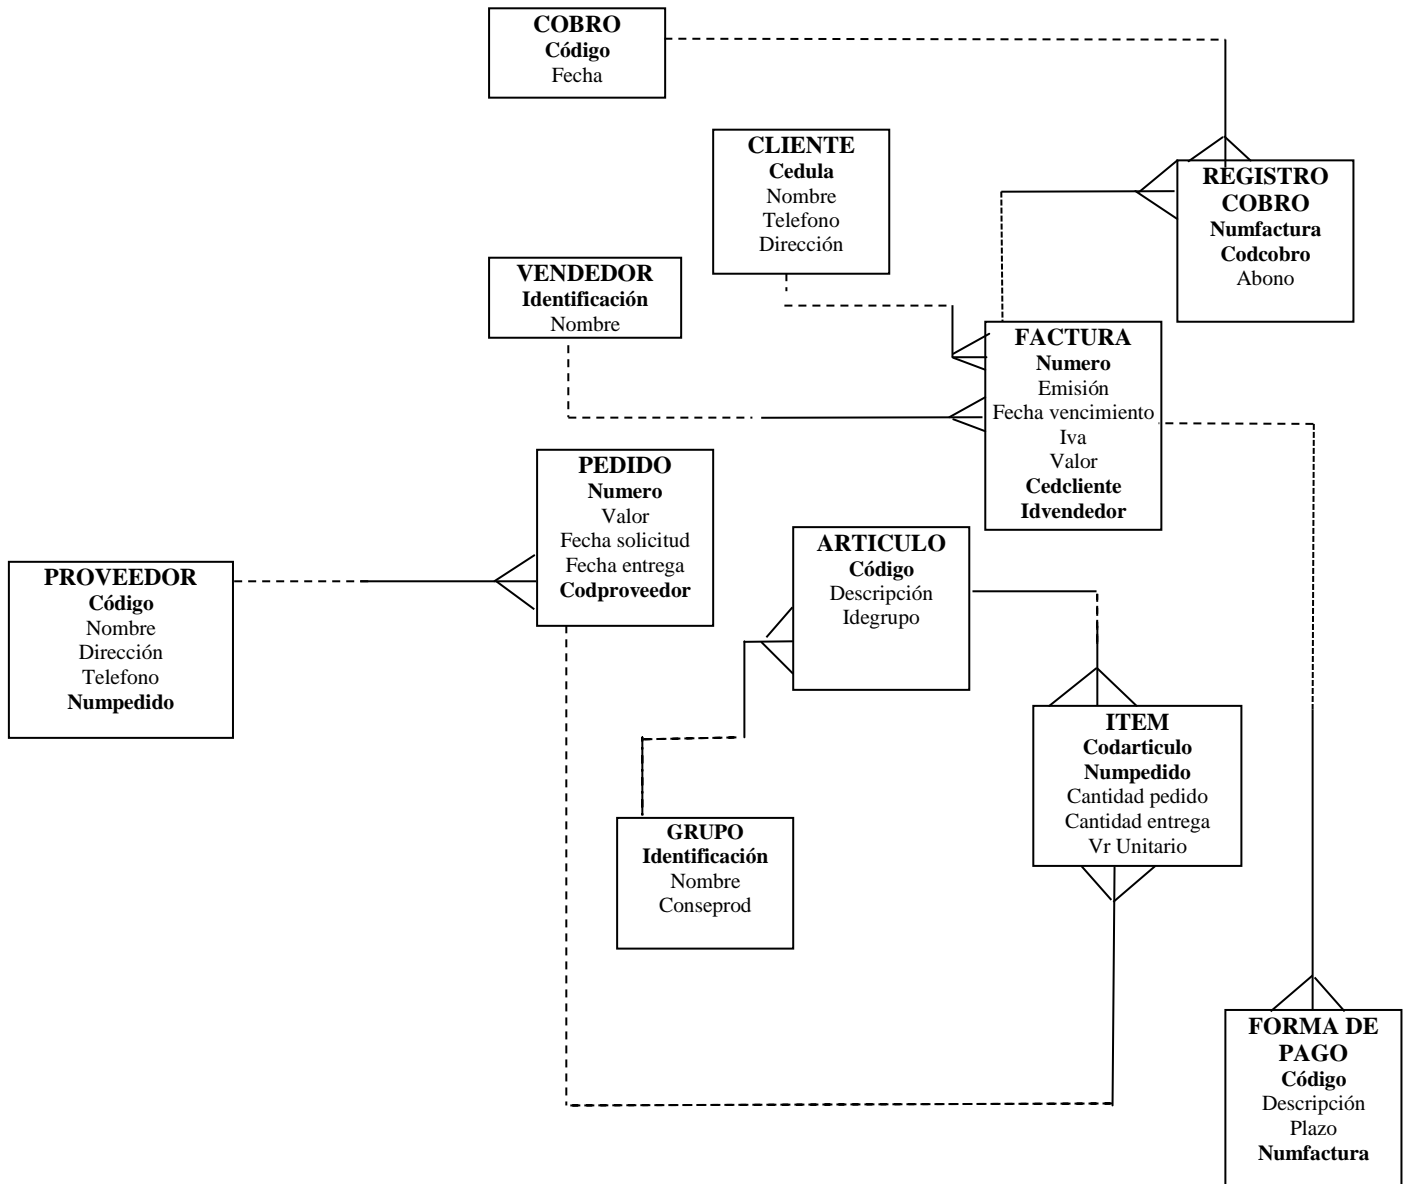 COBRO
Código
Fecha
CLIENTE
Cedula
Nombre
Telefono
Dirección
REGISTRO
COBRO
Numfactura
Codcobro
Abono
VENDEDOR
Identificación
Nombre
FACTURA
Numero
Emisión
Fecha vencimiento
Iva
Valor
Cedcliente
Idvendedor
PEDIDO
Numero
Valor
Fecha solicitud
Fecha entrega
Codproveedor
ARTICULO
Código
Descripción
Idegrupo
PROVEEDOR
Código
Nombre
Dirección
Telefono
Numpedido
ITEM
Codarticulo
Numpedido
Cantidad pedido
Cantidad entrega
Vr Unitario
GRUPO
Identificación
Nombre
Conseprod
FORMA DE
PAGO
Código
Descripción
Plazo
Numfactura